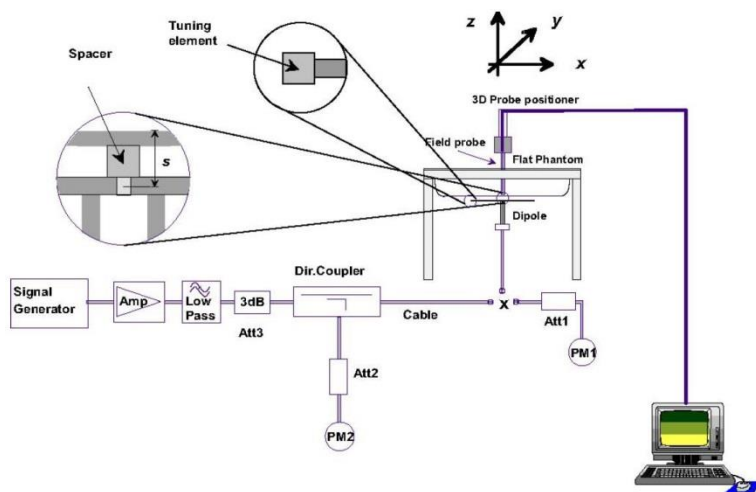 Tuning
element
Spacer
s
z
y
x
3D Probe positioner
Field probe
Flat Phantom
Dipole
Signal
Generator
Amp
Low
Pass
3dB
Att3
Dir.Coupler
Cable
x
Att1
PM1
Att2
PM2